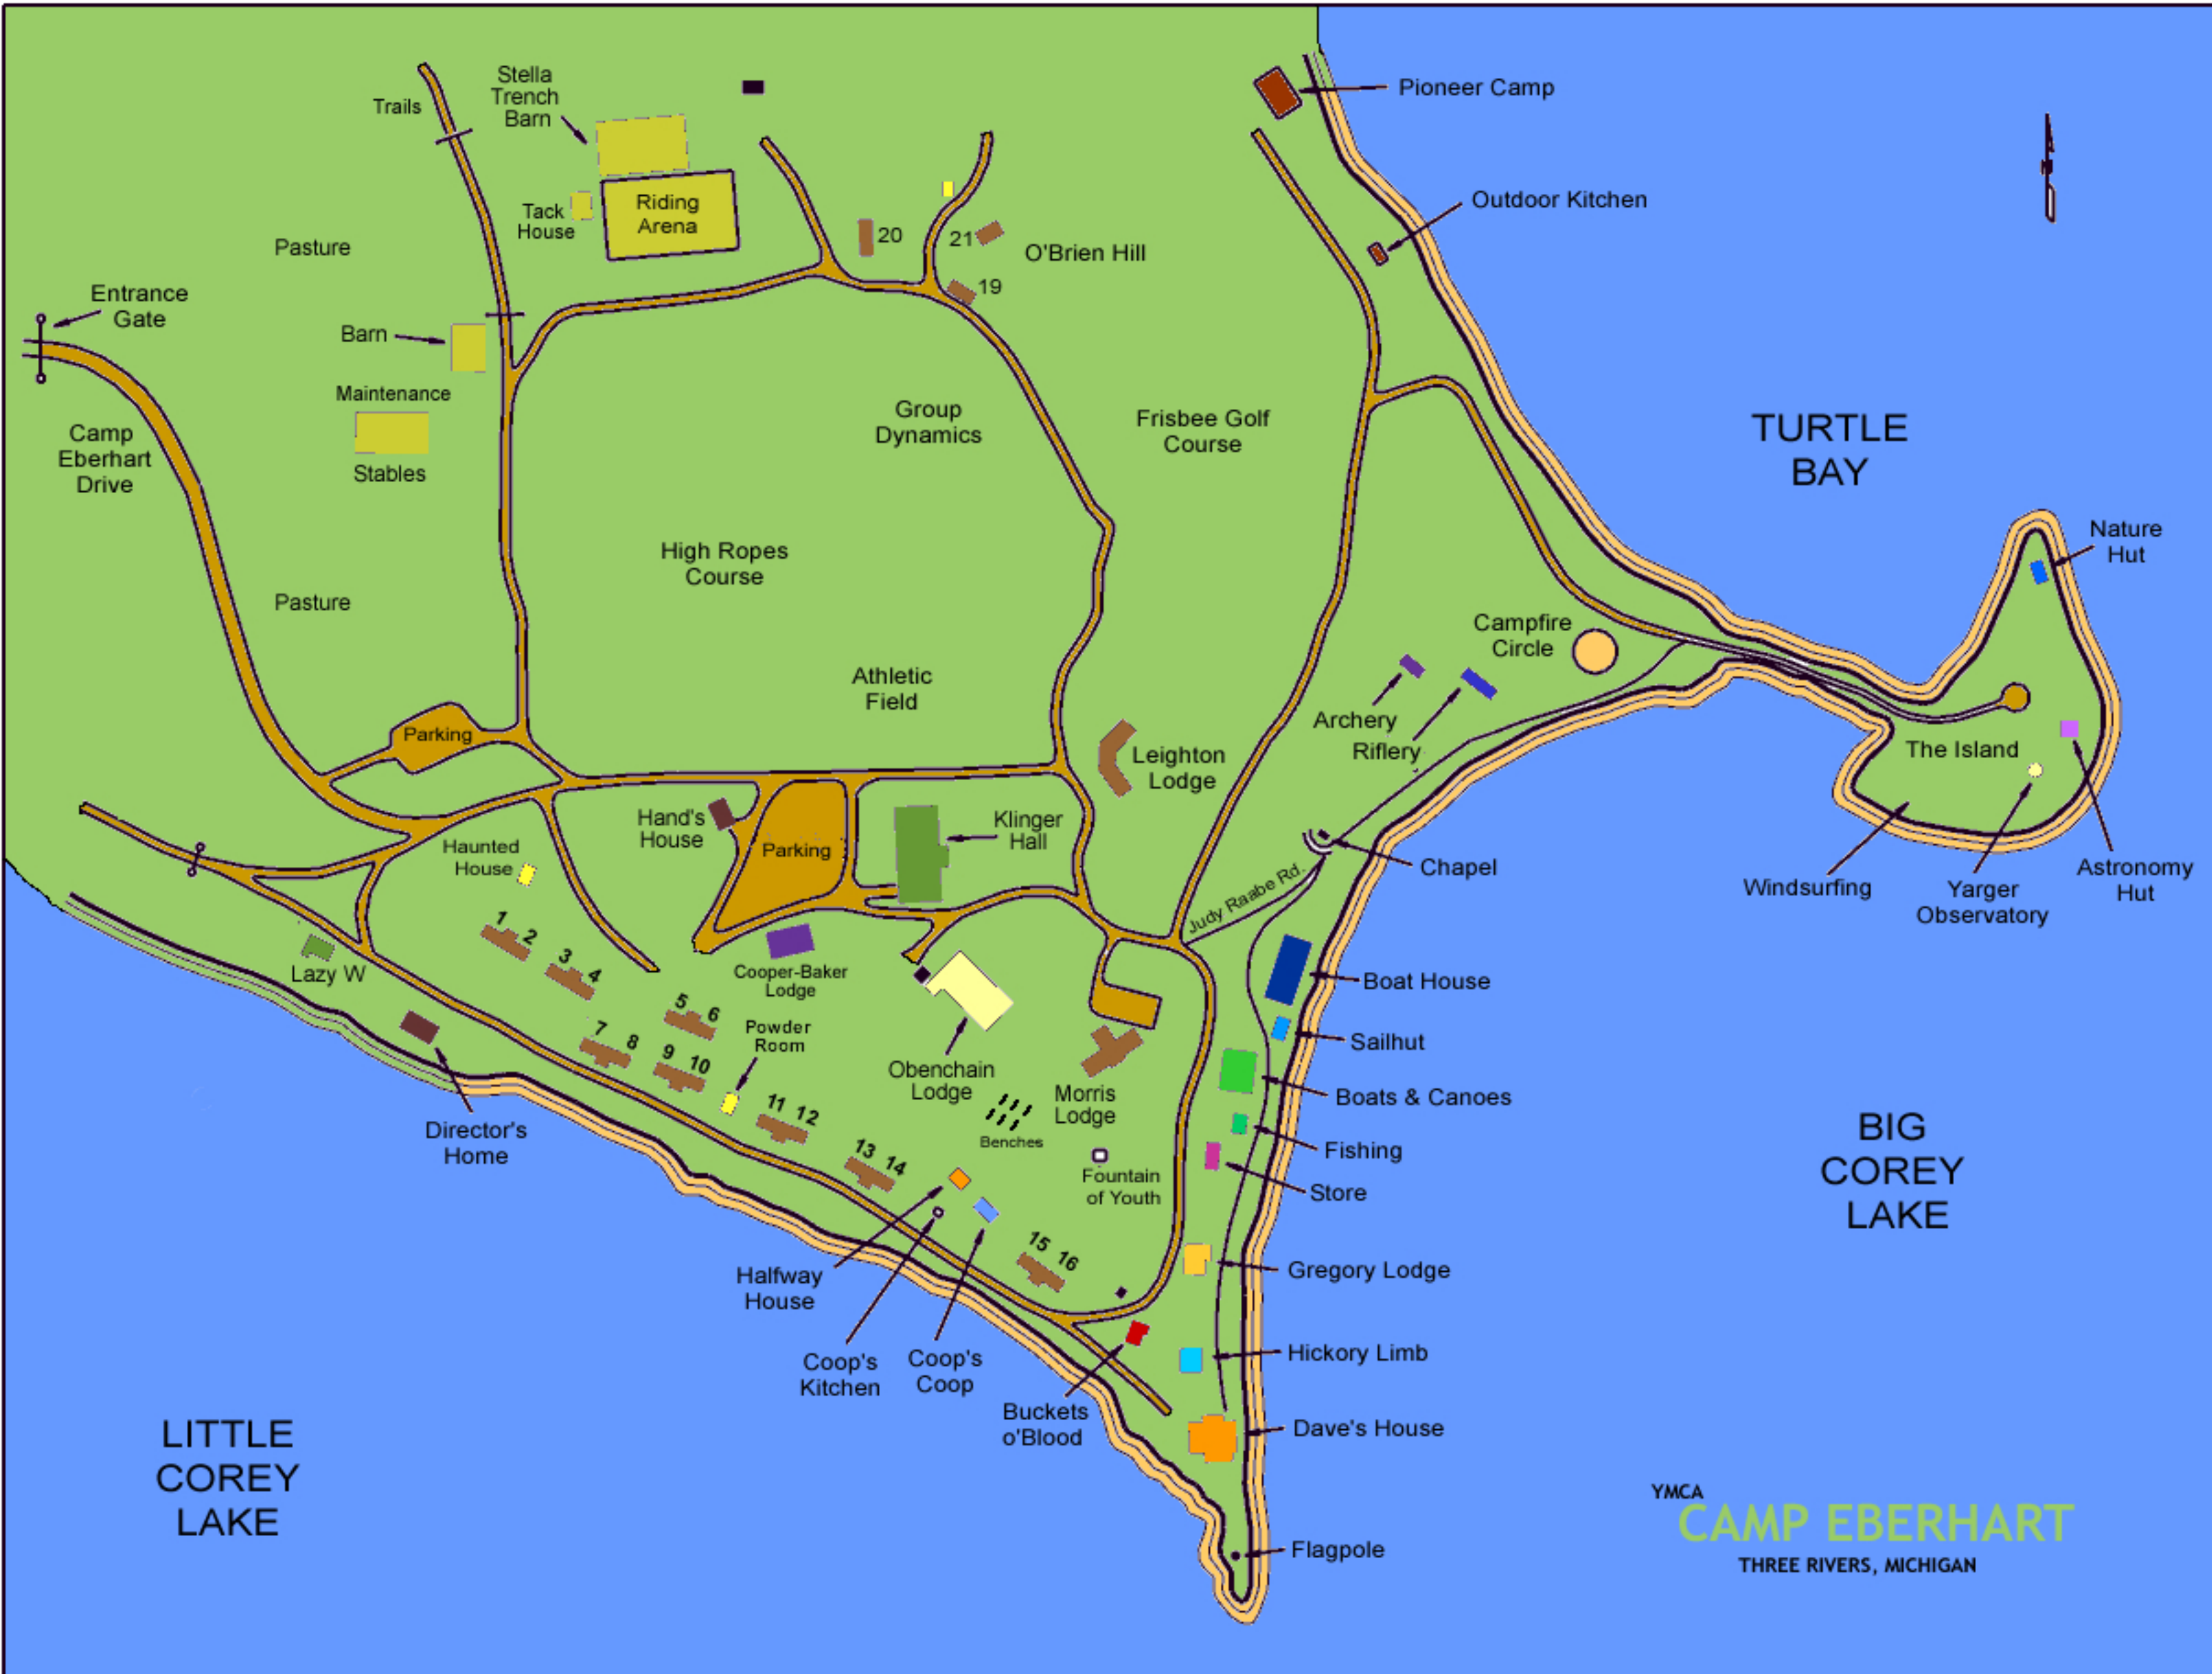 Pioneer Camp
Stella
Trench
Barn
Trails
Outdoor Kitchen
Tack
House
Riding
Arena
20
21
O'Brien Hill
19
Pasture
Entrance
Gate
Barn
Maintenance
Stables
Camp
Eberhart
Drive
Group
Dynamics
Frisbee Golf
Course
TURTLE
BAY
Nature
Hut
High Ropes
Course
Pasture
Campfire
Circle
Athletic
Field
Archery
Riflery
Parking
Leighton
Lodge
The Island
Hand's
House
Klinger
Hall
Parking
Haunted
House
Chapel
Windsurfing
Yarger
Observatory
Astronomy
Hut
Judy Raabe Rd.
1 2
3 4
Lazy W
Cooper-Baker
Lodge
Boat House
5 6
7 8
9 10
Powder
Room
Sailhut
Obenchain
Lodge
Morris
Lodge
Boats & Canoes
11 12
Benches
Director's
Home
Fishing
13 14
Fountain
of Youth
Store
BIG
COREY
LAKE
15 16
Halfway
House
Gregory Lodge
Coop's
Kitchen
Coop's
Coop
Hickory Limb
Buckets
o'Blood
Dave's House
LITTLE
COREY
LAKE
Flagpole
YMCA
CAMP EBERHART
THREE RIVERS, MICHIGAN